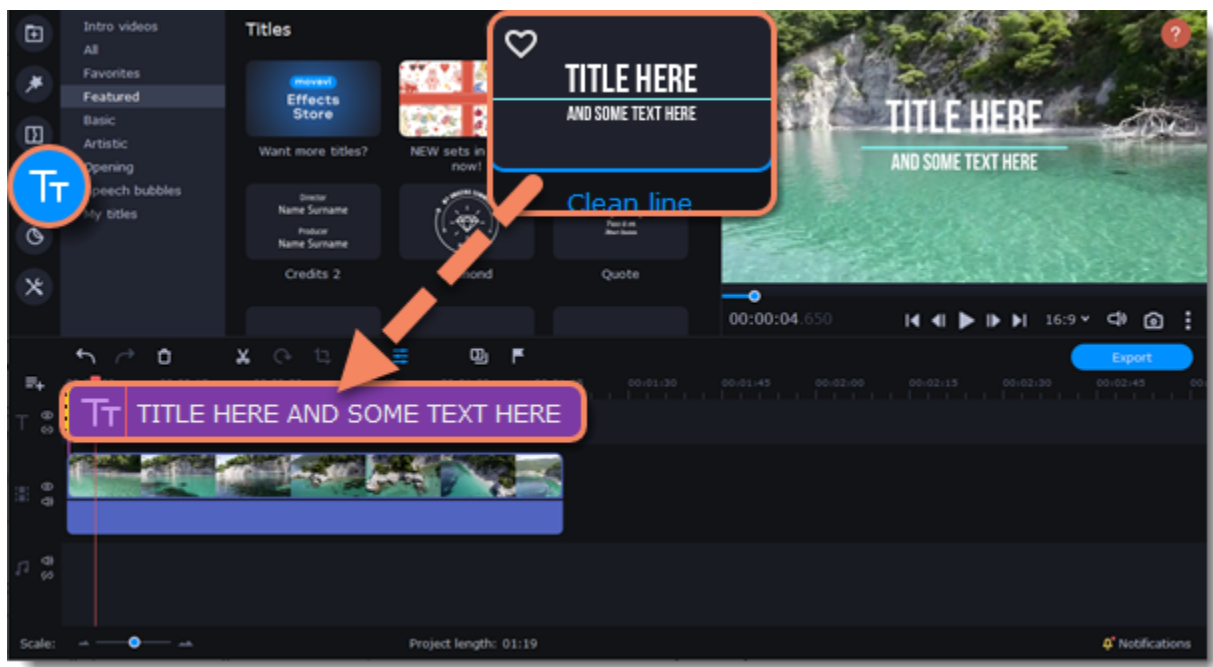 Intro videos
All
Favorites
Featured
Basic
Artistic
Opening
Speech bubbles
My titles
Titles
movavi
Effects
Store
Want more titles?
NEW sets in
now!
TITLE HERE
AND SOME TEXT HERE
Clean line
Director
Name Surname
Producer
Name Surname
Credits 2
mond
Quote
TITLE HERE
AND SOME TEXT HERE
?
00:00:04.650
16:9
Export
00:01:30 00:01:45 00:02:00 00:02:15 00:02:30 00:02:45 00:
TT TITLE HERE AND SOME TEXT HERE
Scale:
Project length: 01:19
Notifications